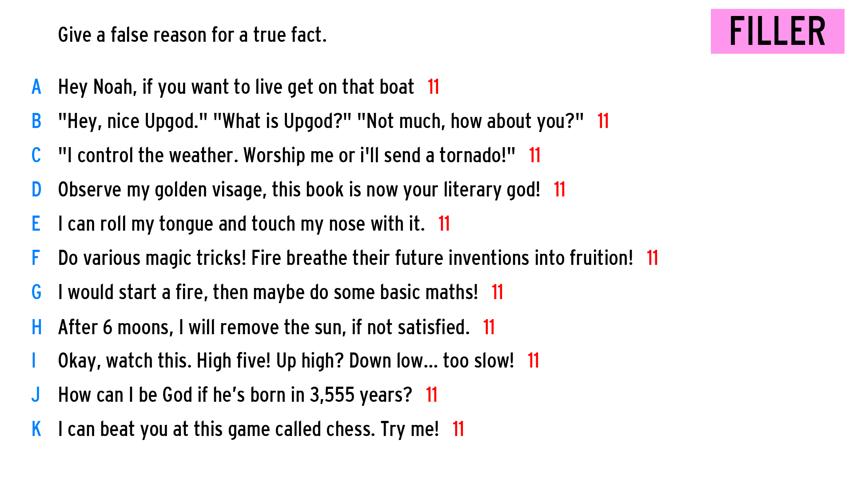 Give a false reason for a true fact.
FILLER
A Hey Noah, if you want to live get on that boat 11
B "Hey, nice Upgod." "What is Upgod?" "Not much, how about you?" 11
C "I control the weather. Worship me or i'll send a tornado!" 11
D Observe my golden visage, this book is now your literary god! 11
E I can roll my tongue and touch my nose with it. 11
F Do various magic tricks! Fire breathe their future inventions into fruition! 11
G I would start a fire, then maybe do some basic maths! 11
H After 6 moons, I will remove the sun, if not satisfied. 11
I Okay, watch this. High five! Up high? Down low... too slow! 11
J How can I be God if he's born in 3,555 years? 11
K I can beat you at this game called chess. Try me! 11